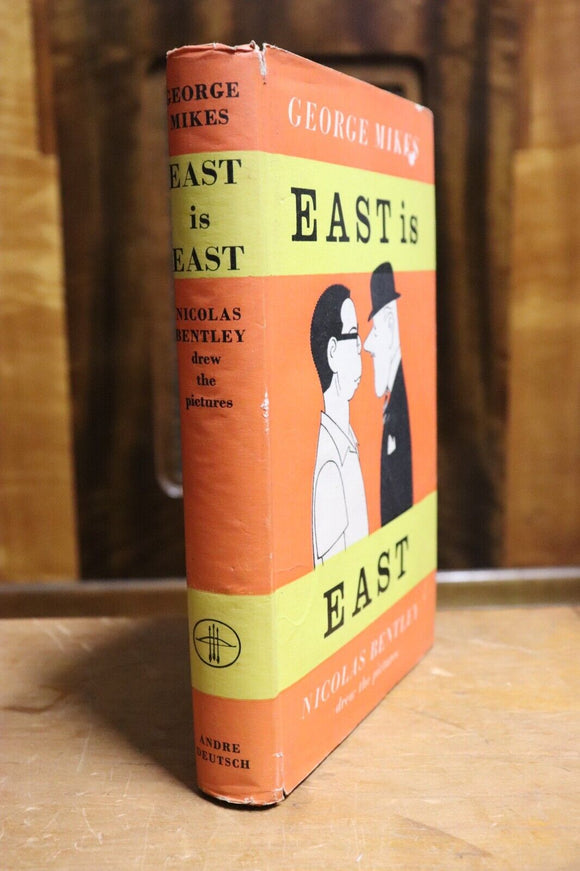 GEORGE
MIKES
EAST
is
EAST
NICOLAS
BENTLEY
drew
the
pictures
ANDRE
DEUTSCH
GEORGE MIKES
EAST is
EAST
NICOLAS BENTLEY
drew the pictures